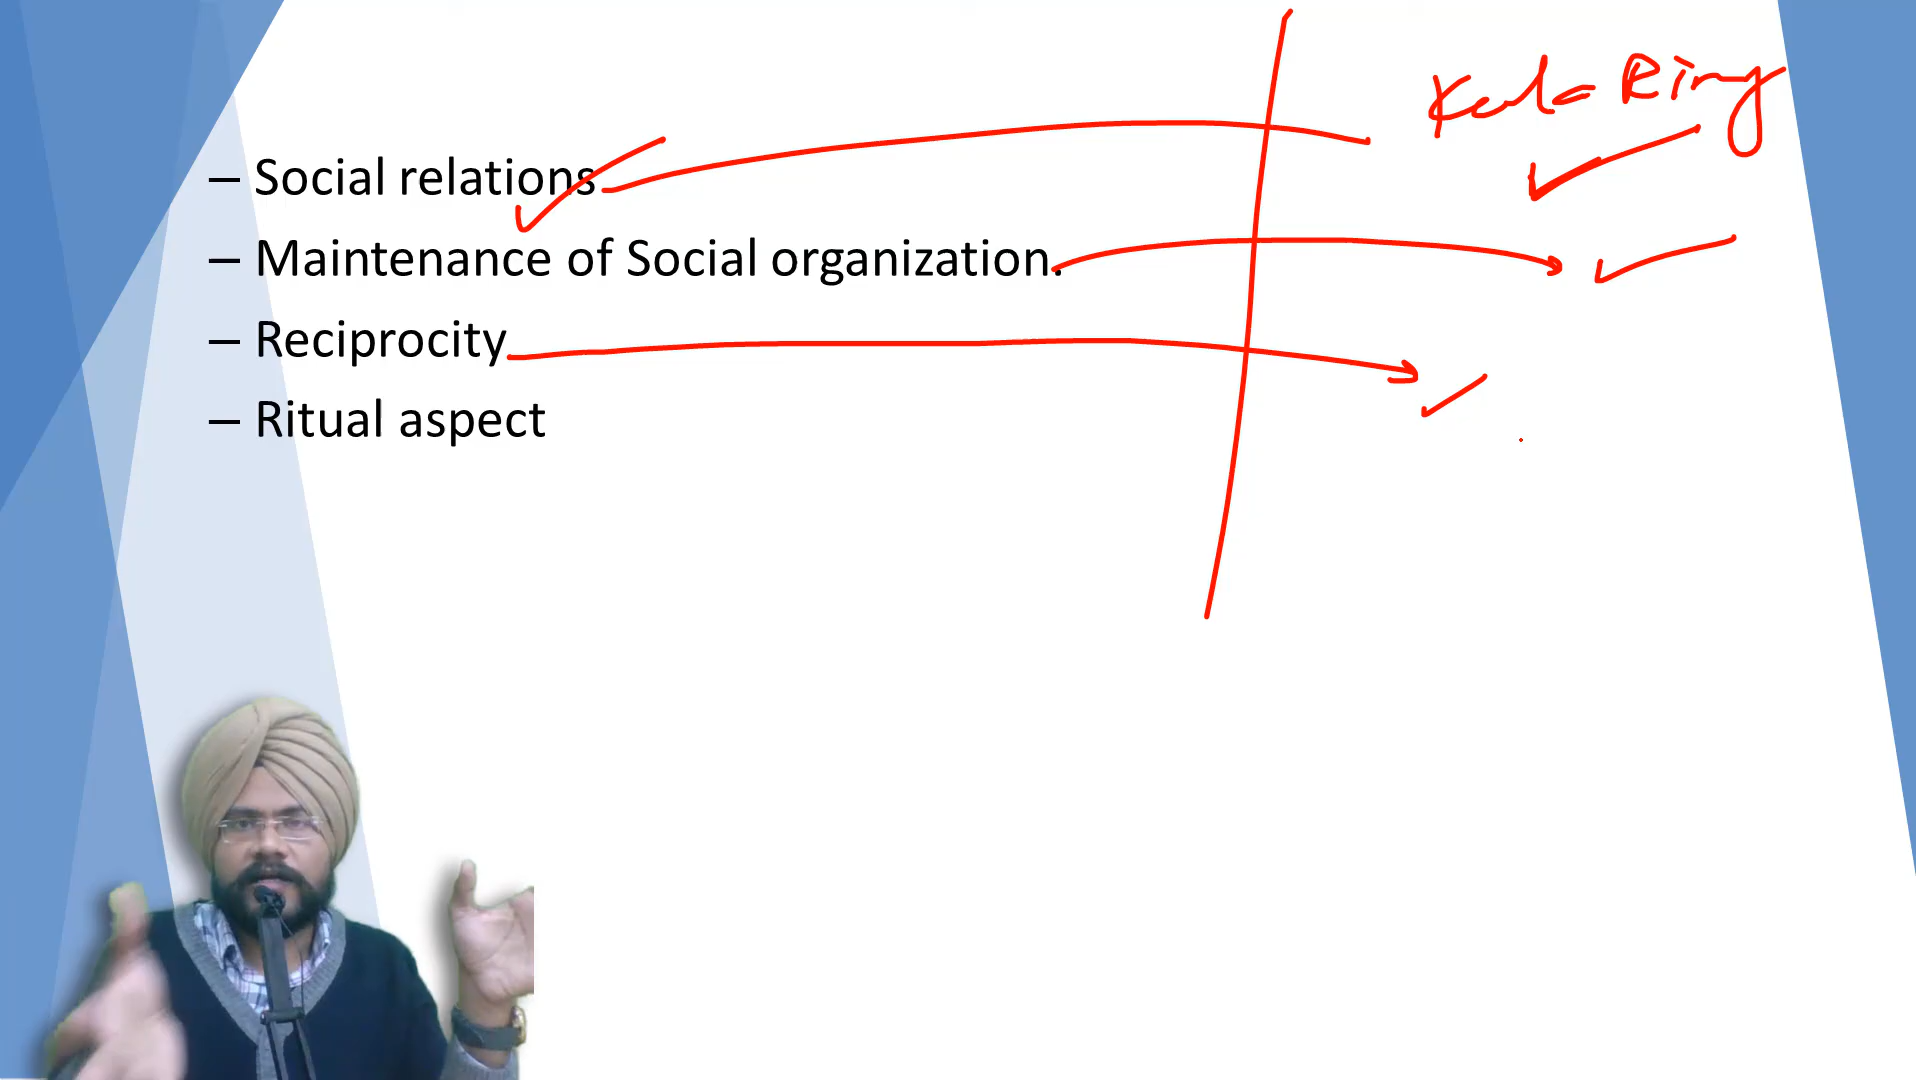 Kula Ring
– Social relations
– Maintenance of Social organization.
– Reciprocity
– Ritual aspect